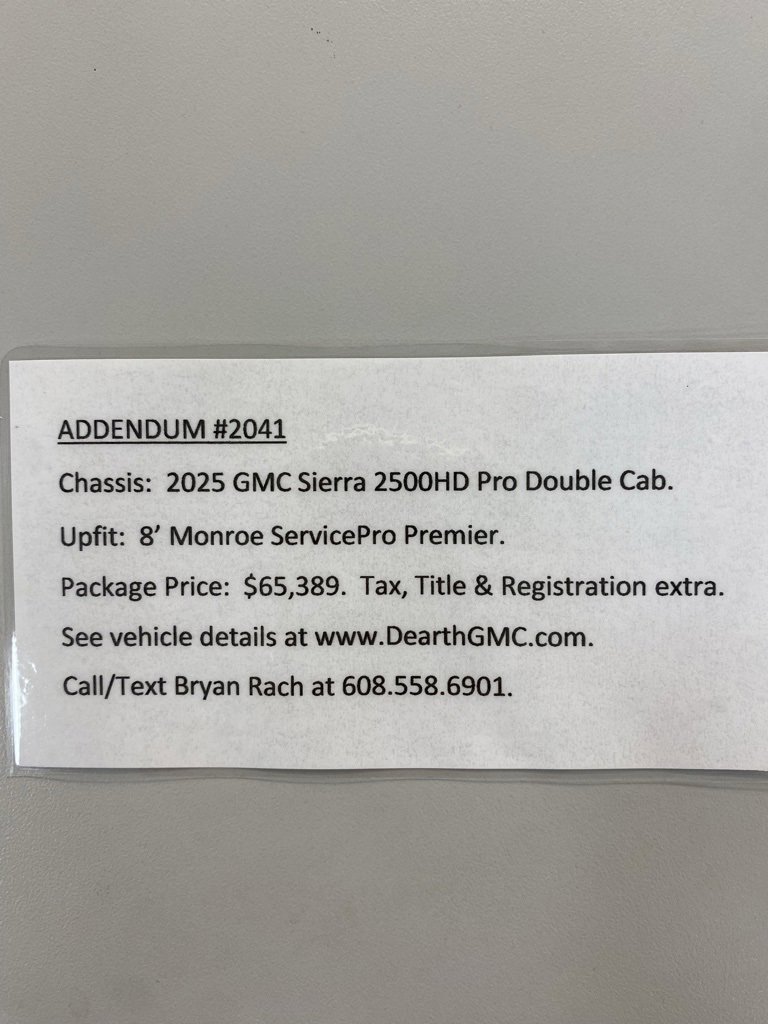 ADDENDUM #2041
Chassis:  2025 GMC Sierra 2500HD Pro Double Cab.
Upfit:  8’ Monroe ServicePro Premier.
Package Price:  $65,389.  Tax, Title & Registration extra.
See vehicle details at www.DearthGMC.com.
Call/Text Bryan Rach at 608.558.6901.